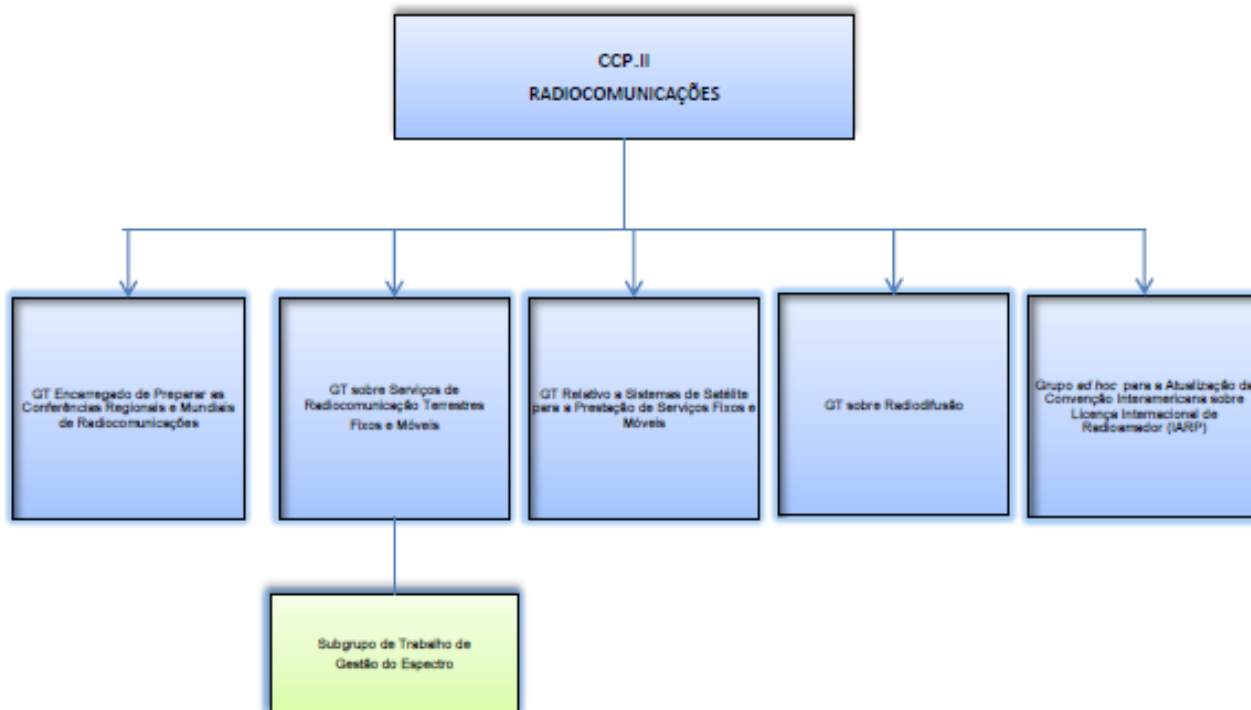 CCP.II
RADIOCOMUNICAÇÕES
GT Encarregado de Preparar as
Conferências Regionais e Mundiais
de Radiocomunicações
GT sobre Serviços de
Radiocomunicação Terrestres
Fixos e Móveis
GT Relativo a Sistemas de Satélite
para a Prestação de Serviços Fixos e
Móveis
GT sobre Radiodifusão
Grupo ad hoc para a Atualização da
Convenção Interamericana sobre
Licença Internacional de
Radioamador (IARP)
Subgrupo de Trabalho de
Gestão do Espectro